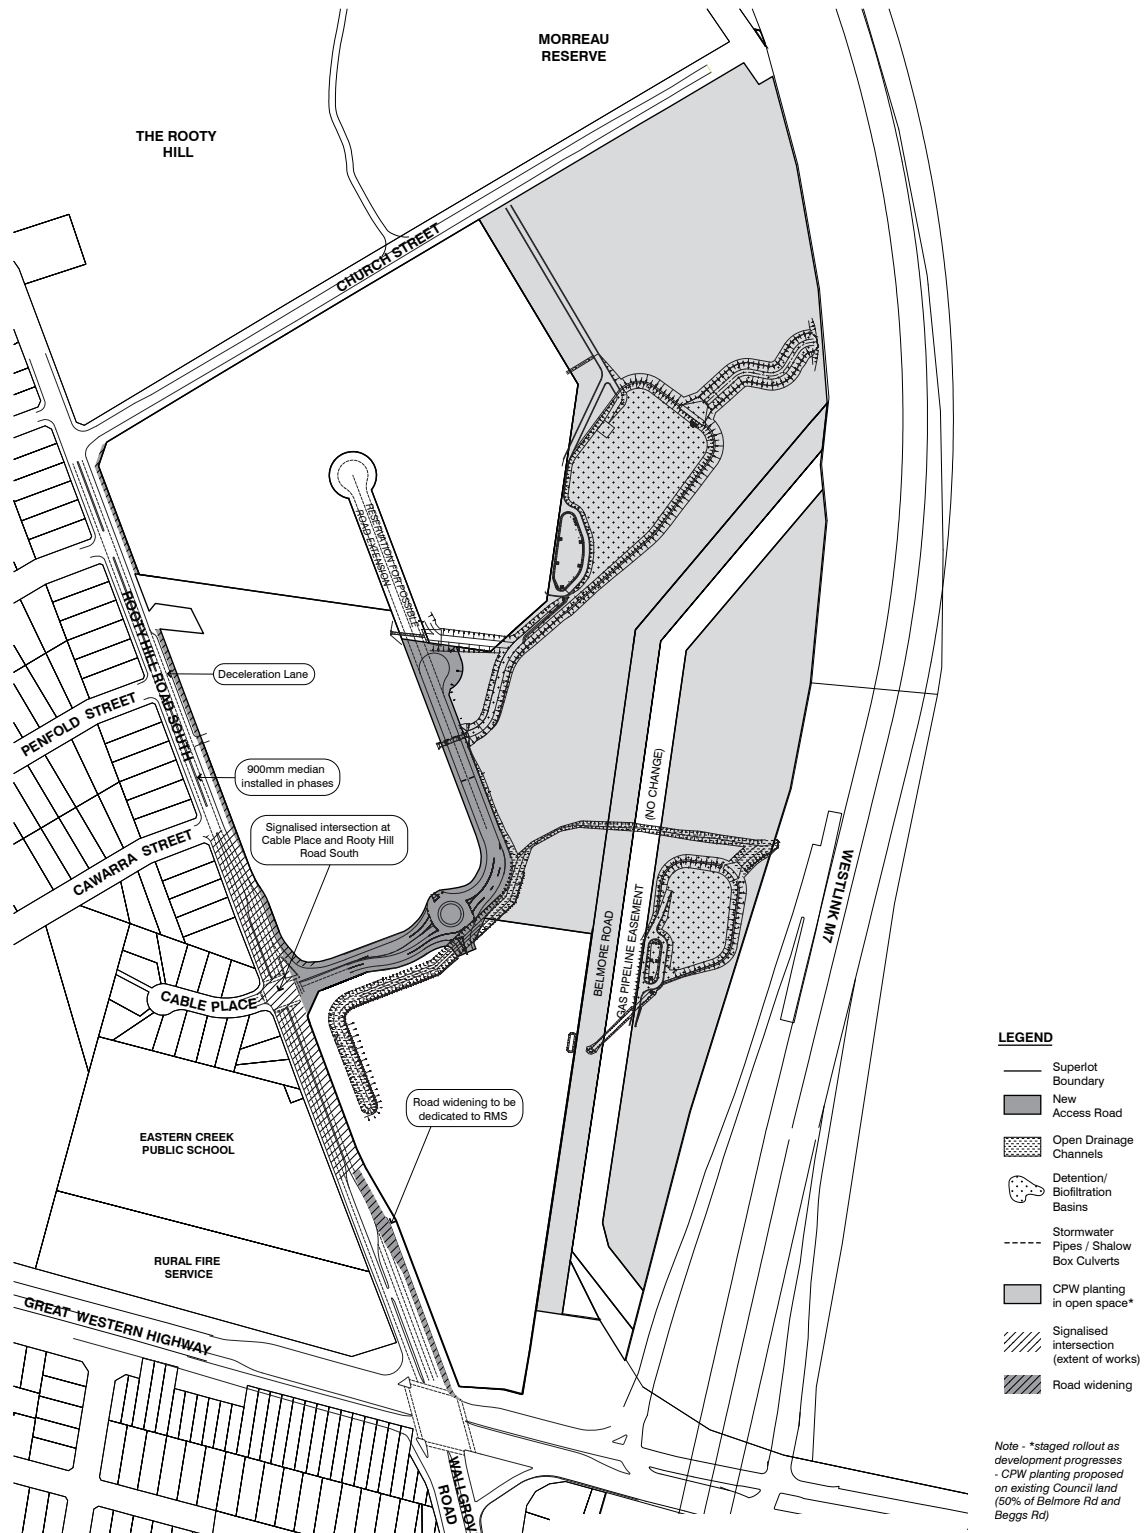 MORREAU
RESERVE
THE ROOTY
HILL
CHURCH STREET
RESERVATION FOR POSSIBLE
ROAD EXTENSION
ROOTY HILL ROAD SOUTH
Deceleration Lane
PENFOLD STREET
900mm median
installed in phases
(NO CHANGE)
Signalised intersection at
Cable Place and Rooty Hill
Road South
CAWARRA STREET
WESTLINK M7
BELMORE ROAD
GAS PIPELINE EASEMENT
CABLE PLACE
Road widening to be
dedicated to RMS
EASTERN CREEK
PUBLIC SCHOOL
RURAL FIRE
SERVICE
GREAT WESTERN HIGHWAY
WALLGROV
ROAD
LEGEND
Superlot
Boundary
New
Access Road
Open Drainage
Channels
Detention/
Biofiltration
Basins
Stormwater
Pipes / Shalow
Box Culverts
CPW planting
in open space*
Signalised
intersection
(extent of works)
Road widening
Note - *staged rollout as
development progresses
- CPW planting proposed
on existing Council land
(50% of Belmore Rd and
Beggs Rd)